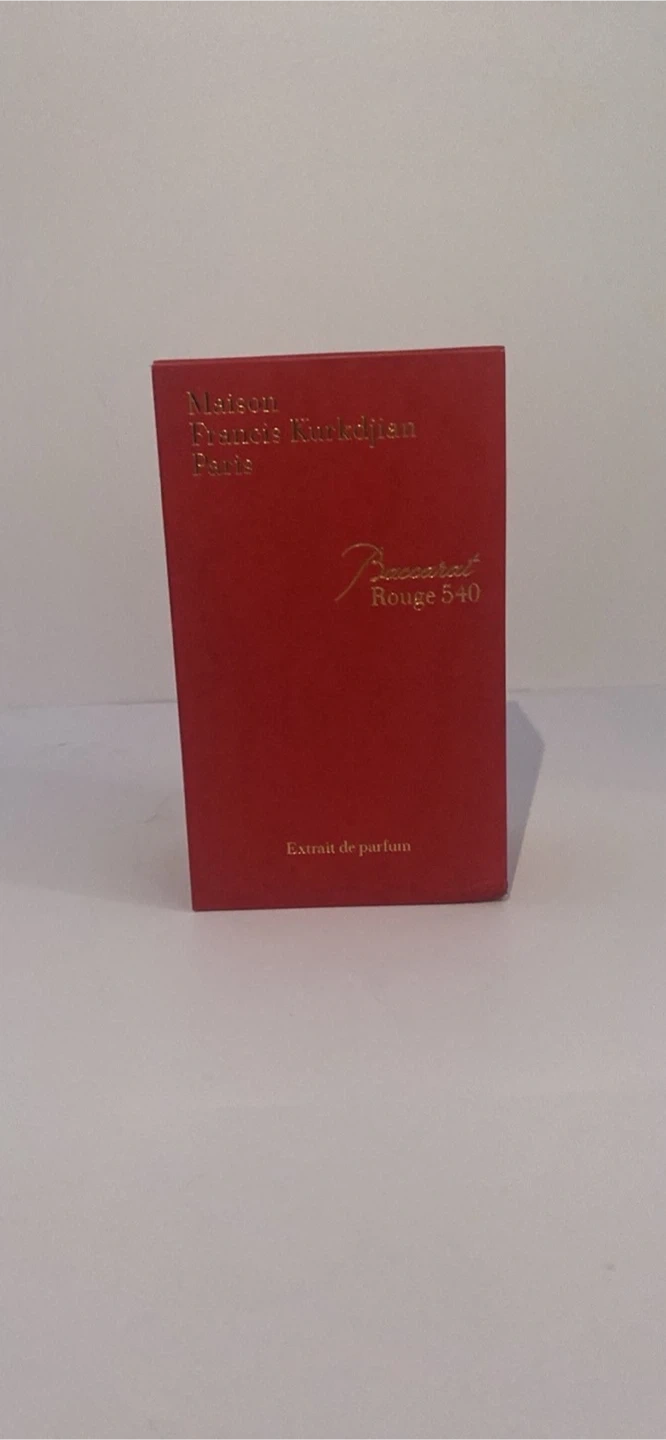 Maison
Francis Kurkdjian
Paris
Baccarat
Rouge 540
Extrait de parfum